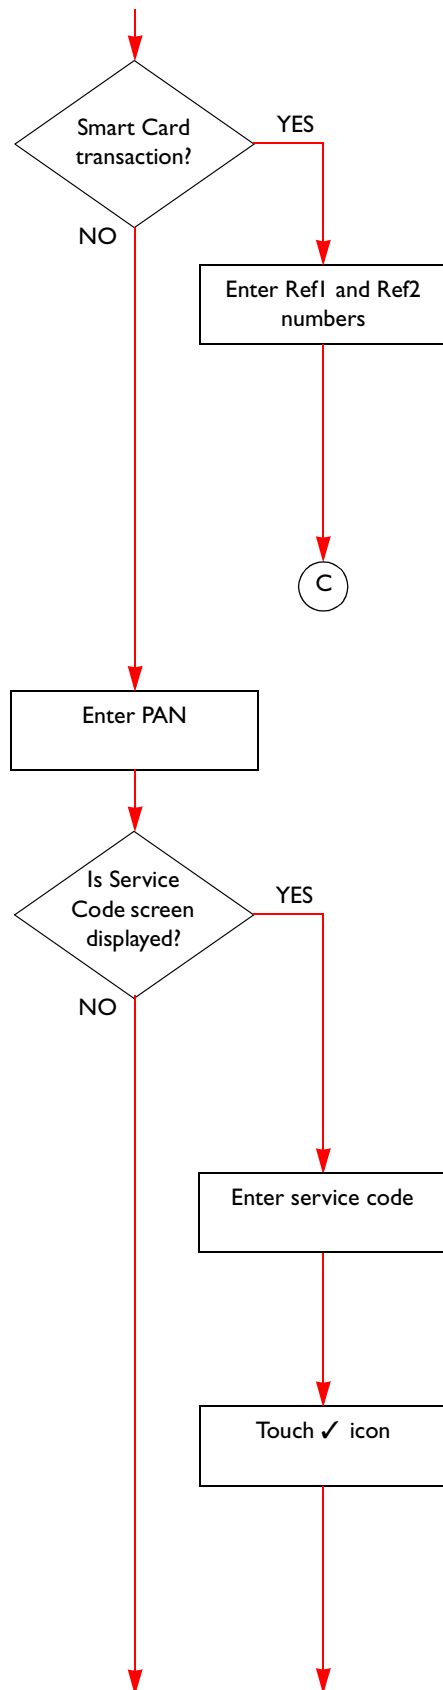 Smart Card
transaction?
YES
NO
Enter Ref1 and Ref2
numbers
C
Enter PAN
Is Service
Code screen
displayed?
YES
NO
Enter service code
Touch ✓ icon